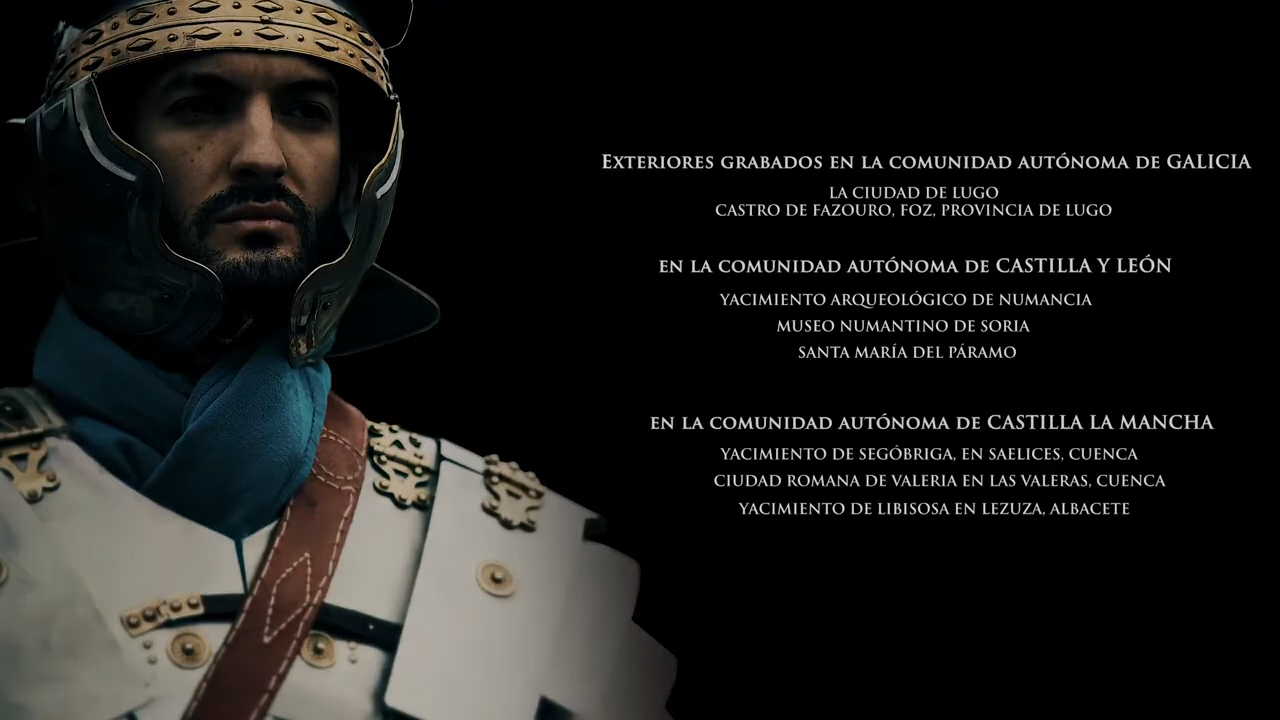 EXTERIORES GRABADOS EN LA COMUNIDAD AUTÓNOMA DE GALICIA
LA CIUDAD DE LUGO
CASTRO DE FAZOURO, FOZ, PROVINCIA DE LUGO
EN LA COMUNIDAD AUTÓNOMA DE CASTILLA Y LEÓN
YACIMIENTO ARQUEOLÓGICO DE NUMANCIA
MUSEO NUMANTINO DE SORIA
SANTA MARÍA DEL PÁRAMO
EN LA COMUNIDAD AUTÓNOMA DE CASTILLA LA MANCHA
YACIMIENTO DE SEGÓBRIGA, EN SAELICES, CUENCA
CIUDAD ROMANA DE VALERIA EN LAS VALERAS, CUENCA
YACIMIENTO DE LIBISOSA EN LEZUZA, ALBACETE